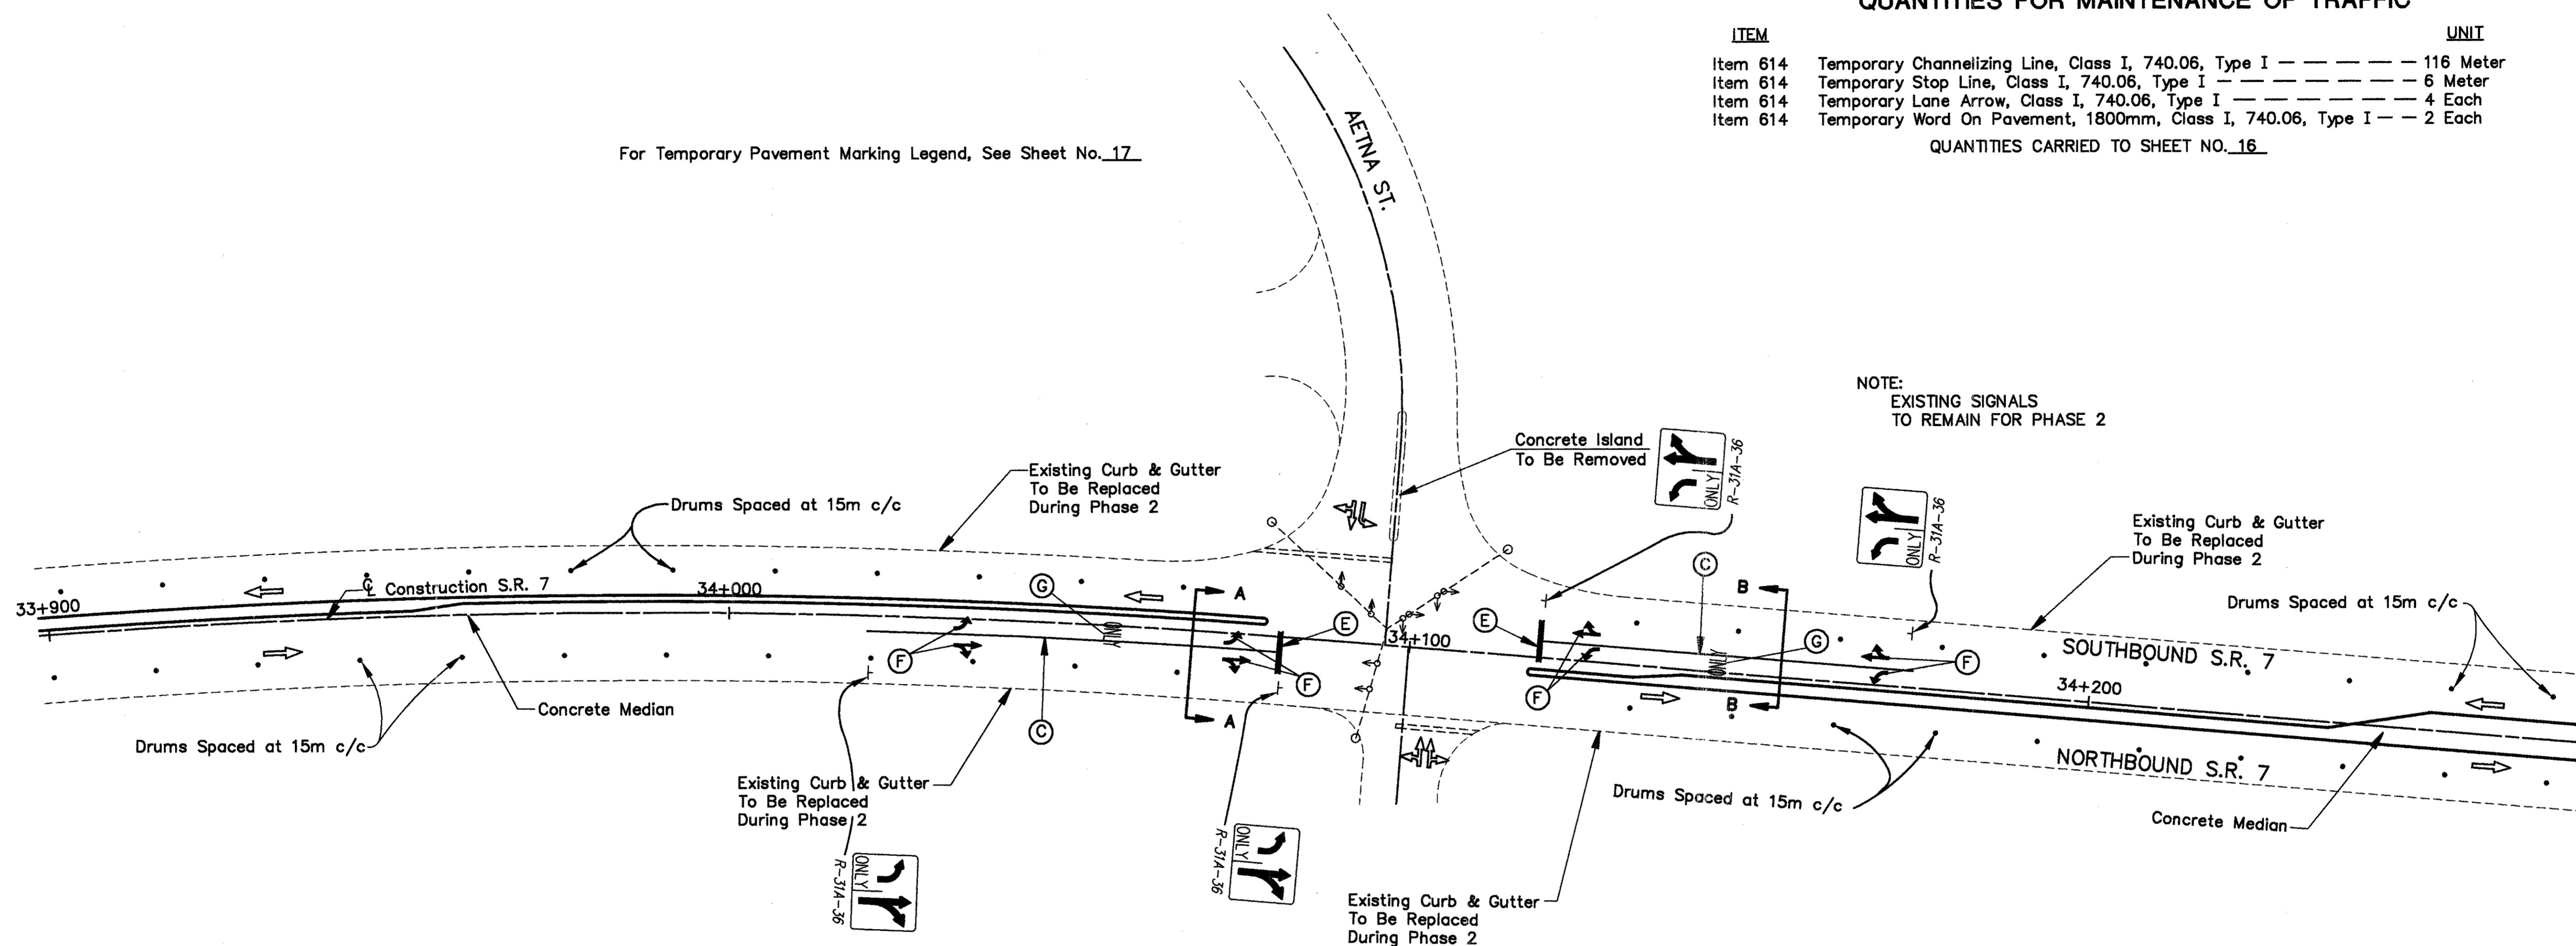 QUANTITIES FOR MAINTENANCE OF TRAFFIC
ITEM UNIT
Item 614 Temporary Channelizing Line, Class I, 740.06, Type I — — — — — 116 Meter
Item 614 Temporary Stop Line, Class I, 740.06, Type I — — — — — — — 6 Meter
Item 614 Temporary Lane Arrow, Class I, 740.06, Type I — — — — — — — 4 Each
Item 614 Temporary Word On Pavement, 1800mm, Class I, 740.06, Type I — — 2 Each
QUANTITIES CARRIED TO SHEET NO. 16
For Temporary Pavement Marking Legend, See Sheet No. 17
AETNA ST.
NOTE:
EXISTING SIGNALS
TO REMAIN FOR PHASE 2
Concrete Island
To Be Removed
ONLY
R-31A-36
ONLY
R-31A-36
Existing Curb & Gutter
To Be Replaced
During Phase 2
Drums Spaced at 15m c/c
Existing Curb & Gutter
To Be Replaced
During Phase 2
Drums Spaced at 15m c/c
33+900
℄ Construction S.R. 7
34+000
G
ONLY
A
E
34+100
E
C
B
G
ONLY
F
F
F
F
SOUTHBOUND S.R. 7
34+200
A
B
C
Concrete Median
Drums Spaced at 15m c/c
NORTHBOUND S.R. 7
Drums Spaced at 15m c/c
Concrete Median
Existing Curb & Gutter
To Be Replaced
During Phase 2
ONLY
R-31A-36
ONLY
R-31A-36
Existing Curb & Gutter
To Be Replaced
During Phase 2